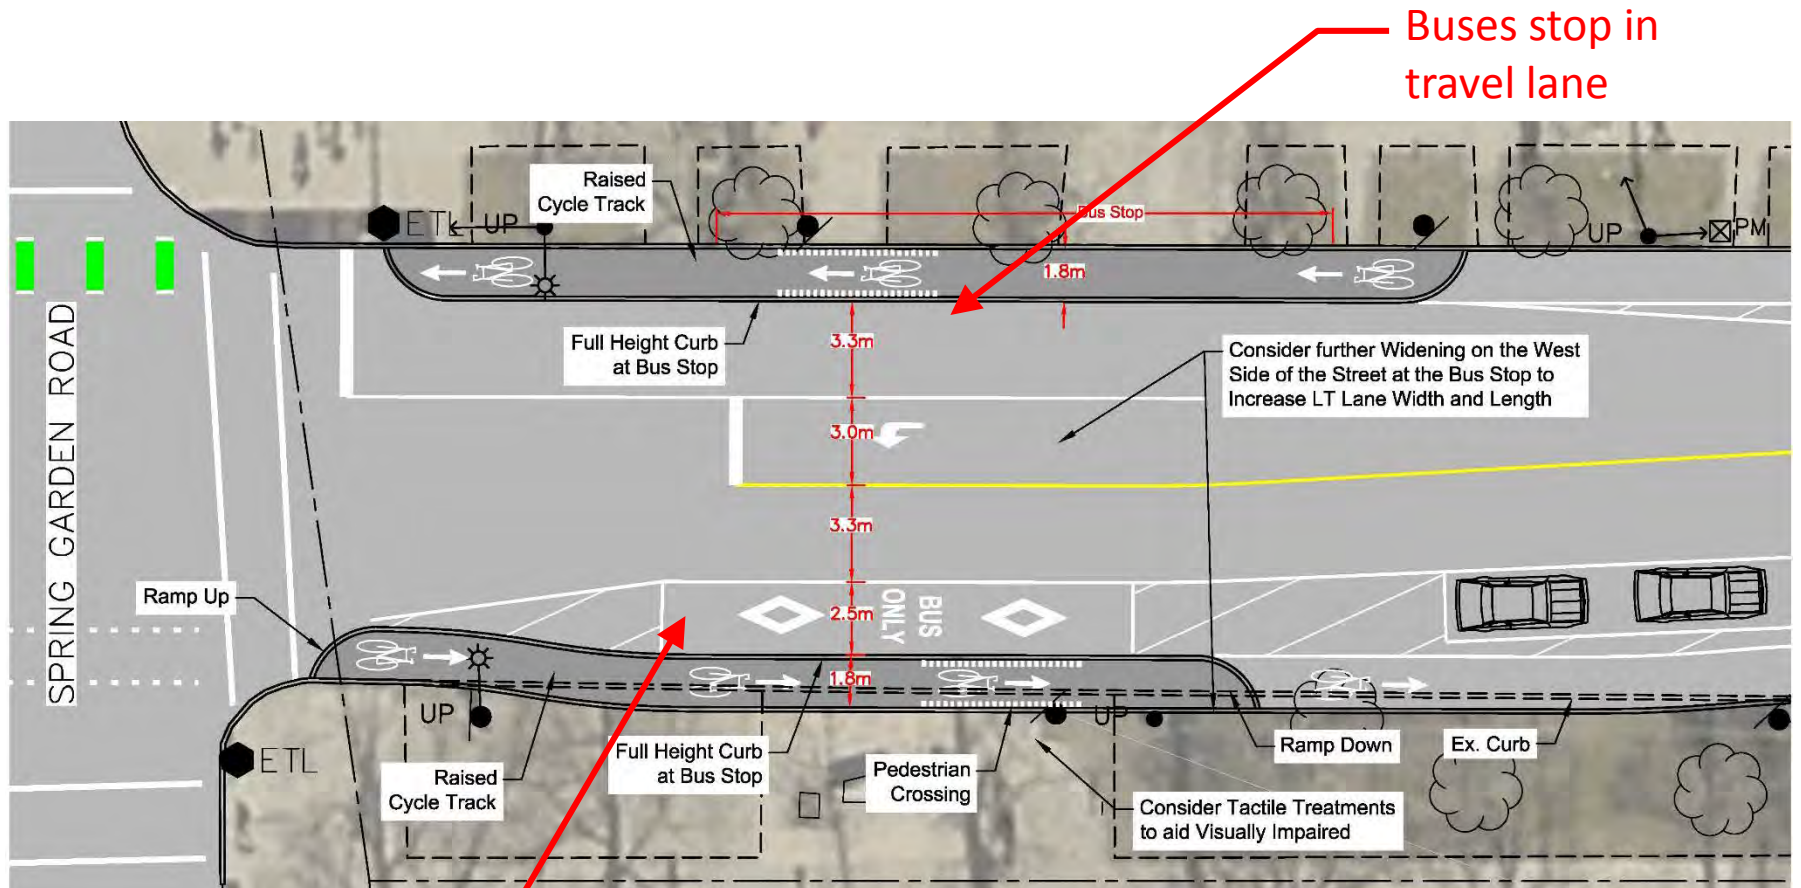 Buses stop in
travel lane
Raised
Cycle Track
ETL
UP
Bus Stop
UP
PM
1.8m
Full Height Curb
at Bus Stop
3.3m
Consider further Widening on the West
Side of the Street at the Bus Stop to
Increase LT Lane Width and Length
3.0m
SPRING GARDEN ROAD
3.3m
Ramp Up
2.5m
BUS
ONLY
1.8m
UP
UP
ETL
Raised
Cycle Track
Full Height Curb
at Bus Stop
Pedestrian
Crossing
Ramp Down
Ex. Curb
Consider Tactile Treatments
to aid Visually Impaired